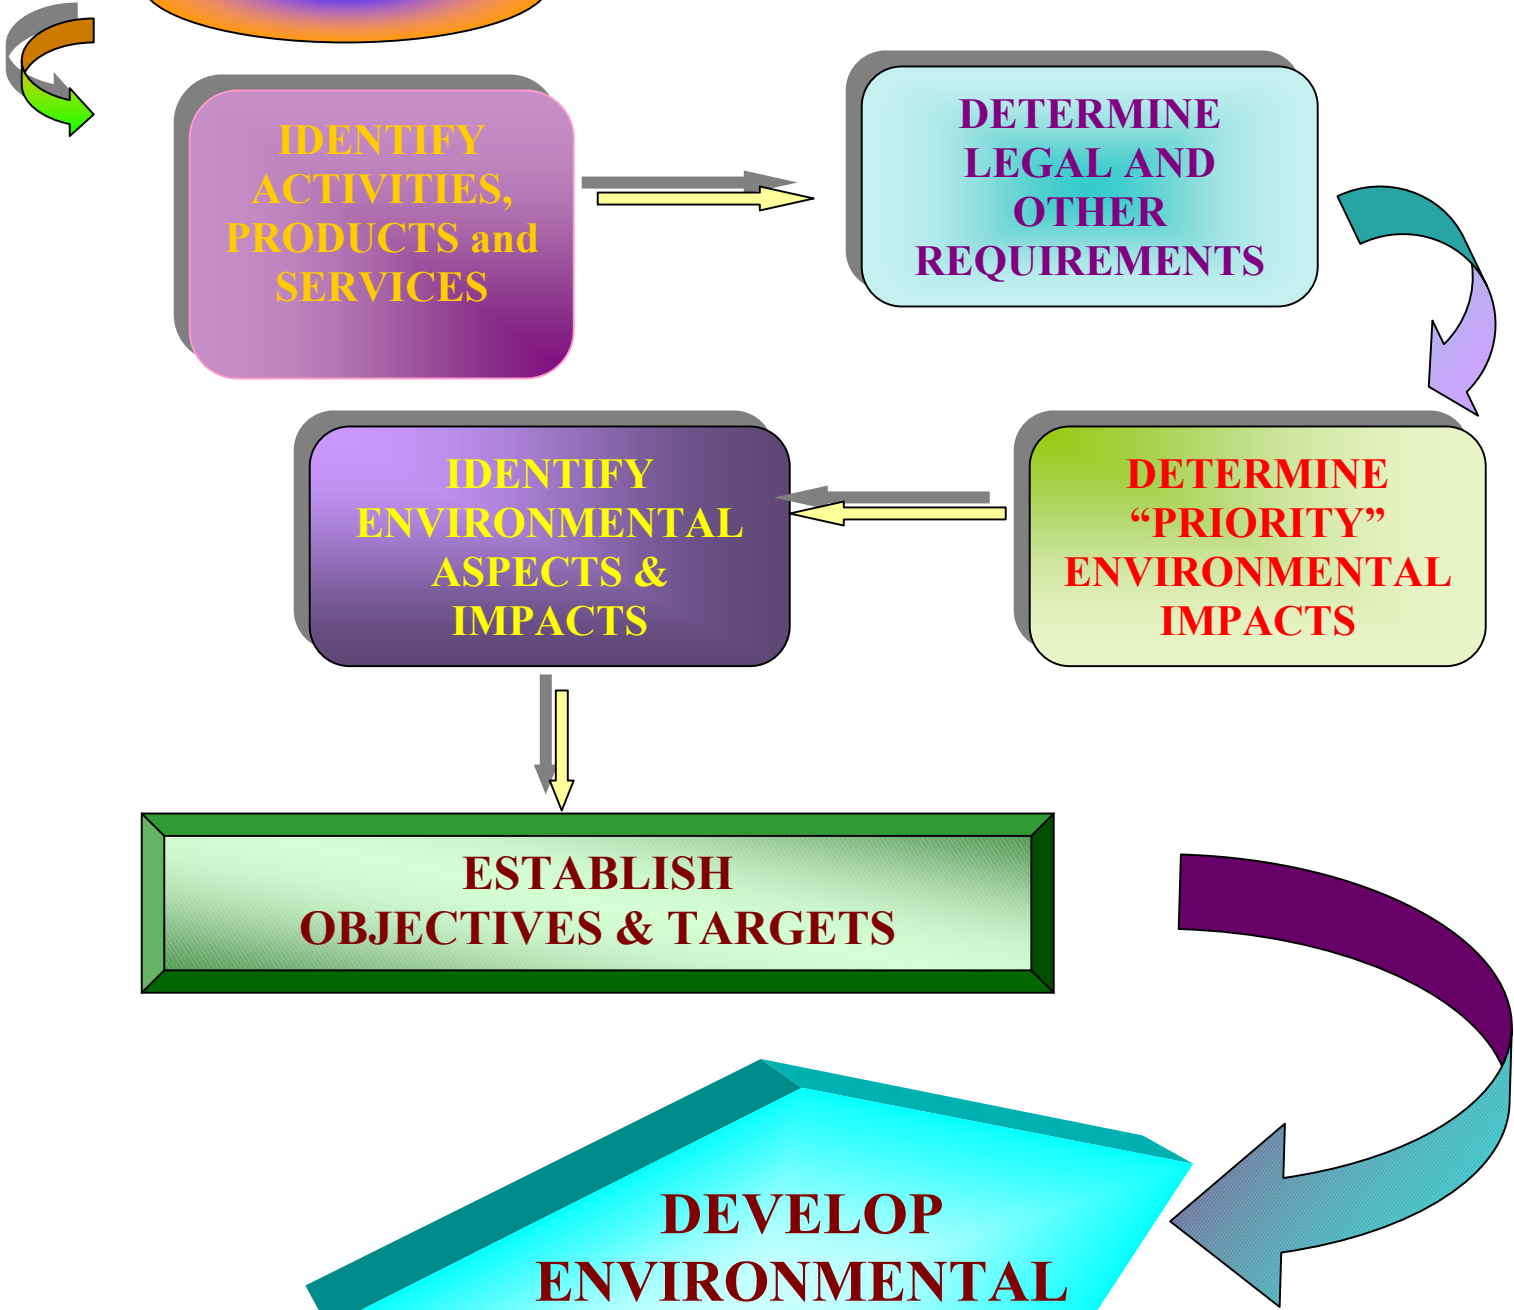 IDENTIFY
ACTIVITIES,
PRODUCTS and
SERVICES
DETERMINE
LEGAL AND
OTHER
REQUIREMENTS
IDENTIFY
ENVIRONMENTAL
ASPECTS &
IMPACTS
DETERMINE
“PRIORITY”
ENVIRONMENTAL
IMPACTS
ESTABLISH
OBJECTIVES & TARGETS
DEVELOP
ENVIRONMENTAL